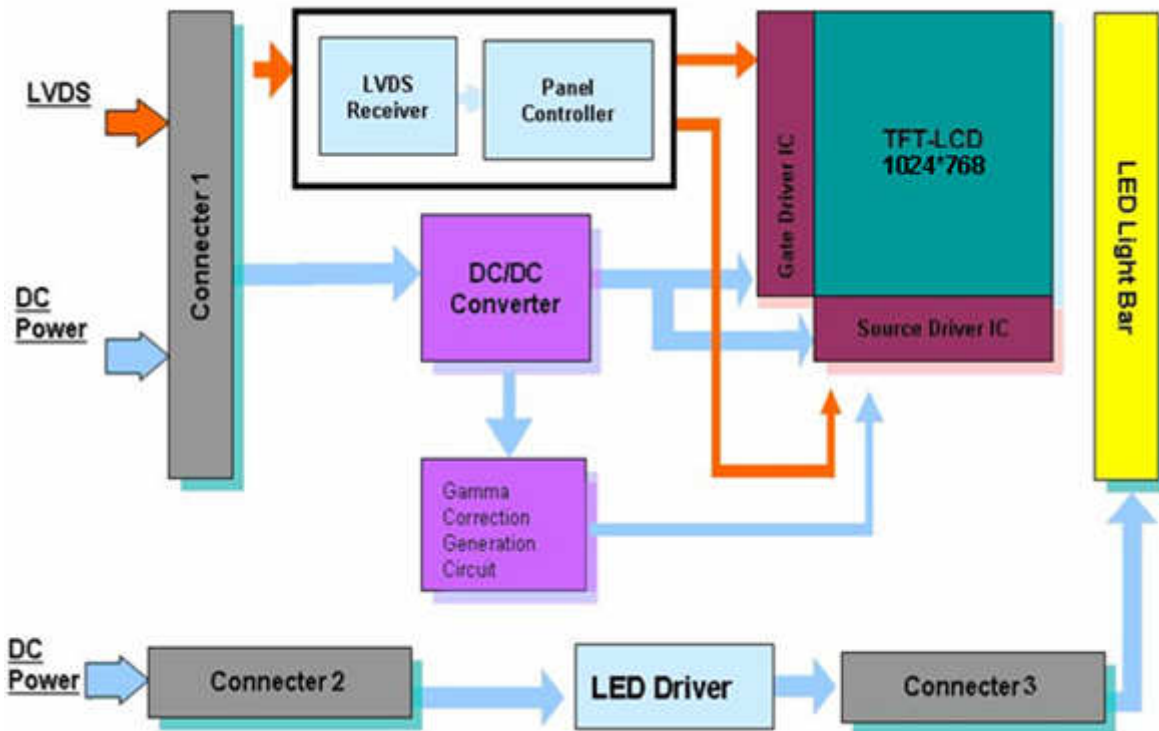 LVDS
DC
Power
Connecter 1
LVDS
Receiver
Panel
Controller
Gate Driver IC
TFT-LCD
1024*768
Source Driver IC
LED Light Bar
DC/DC
Converter
Gamma
Correction
Generation
Circuit
DC
Power
Connecter 2
LED Driver
Connecter 3